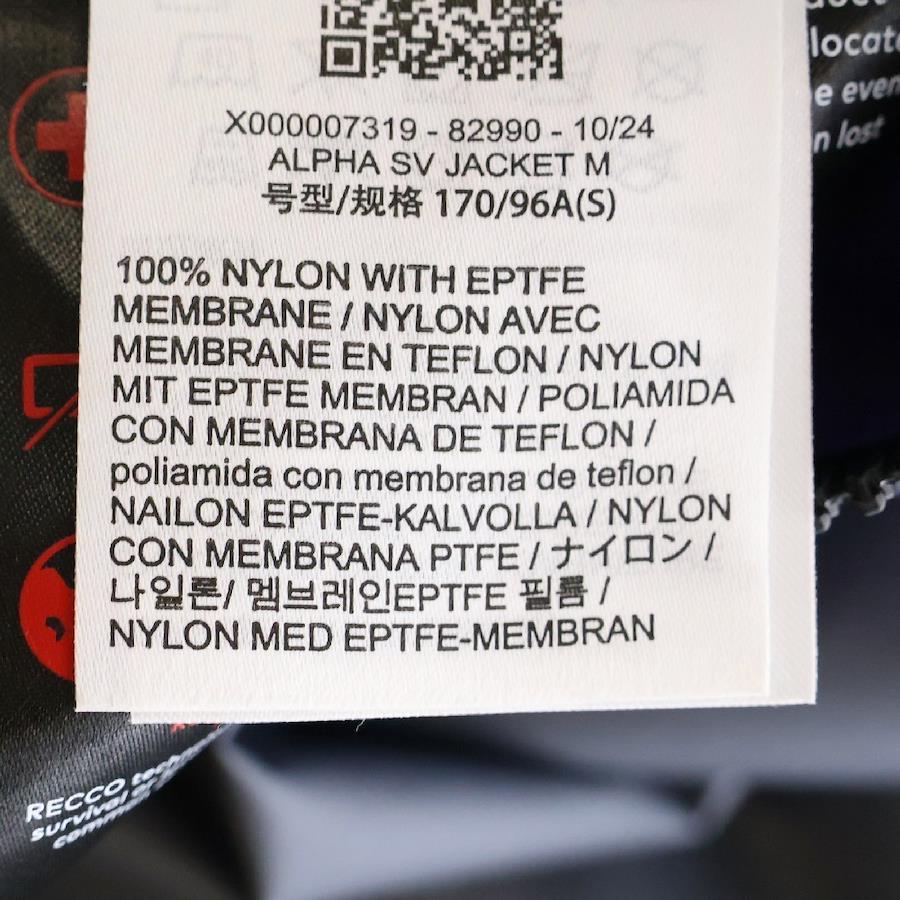 X000007319 - 82990 - 10/24
ALPHA SV JACKET M
号型/规格 170/96A(S)
100% NYLON WITH EPTFE
MEMBRANE / NYLON AVEC
MEMBRANE EN TEFLON / NYLON
MIT EPTFE MEMBRAN / POLIAMIDA
CON MEMBRANA DE TEFLON /
poliamida con membrana de teflon /
NAILON EPTFE-KALVOLLA / NYLON
CON MEMBRANA PTFE / ナイロン /
나일론/ 멤브레인EPTFE 필름 /
NYLON MED EPTFE-MEMBRAN
even
lost
RECCO
survival